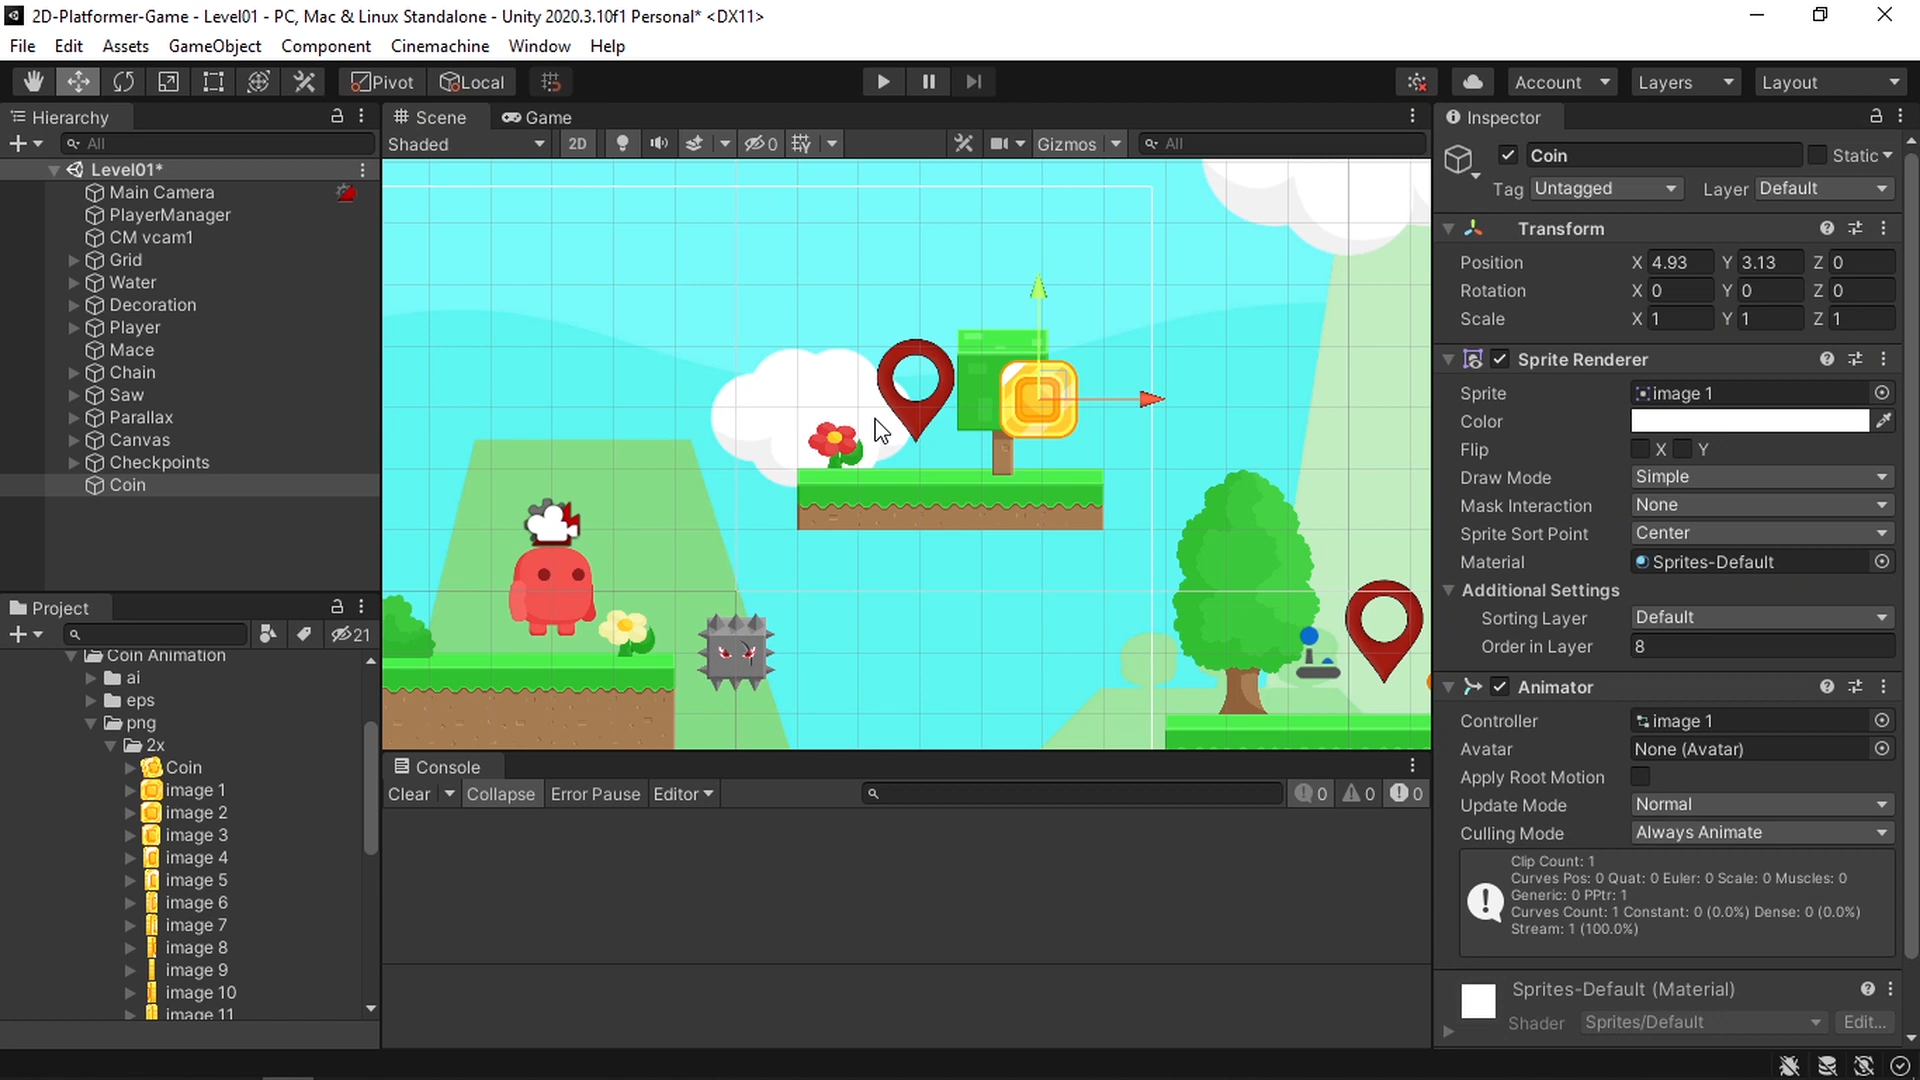 2D-Platformer-Game - Level01 - PC, Mac & Linux Standalone - Unity 2020.3.10f1 Personal* <DX11>
File Edit Assets GameObject Component Cinemachine Window Help
Pivot Local Account Layers Layout
Hierarchy
All
Level01*
Main Camera
PlayerManager
CM vcam1
Grid
Water
Decoration
Player
Mace
Chain
Saw
Parallax
Canvas
Checkpoints
Coin
Project
21
Coin Animation
ai
eps
png
2x
Coin
image 1
image 2
image 3
image 4
image 5
image 6
image 7
image 8
image 9
image 10
image 11
Scene Game
Shaded 2D 0 Gizmos All
Console
Clear Collapse Error Pause Editor 0 0 0
Inspector
Coin Static
Tag Untagged Layer Default
Transform
Position X 4.93 Y 3.13 Z 0
Rotation X 0 Y 0 Z 0
Scale X 1 Y 1 Z 1
Sprite Renderer
Sprite image 1
Color
Flip X Y
Draw Mode Simple
Mask Interaction None
Sprite Sort Point Center
Material Sprites-Default
Additional Settings
Sorting Layer Default
Order in Layer 8
Animator
Controller image 1
Avatar None (Avatar)
Apply Root Motion
Update Mode Normal
Culling Mode Always Animate
Clip Count: 1
Curves Pos: 0 Quat: 0 Euler: 0 Scale: 0 Muscles: 0
Generic: 0 PPtr: 1
Curves Count: 1 Constant: 0 (0.0%) Dense: 0 (0.0%)
Stream: 1 (100.0%)
Sprites-Default (Material)
Shader Sprites/Default Edit...